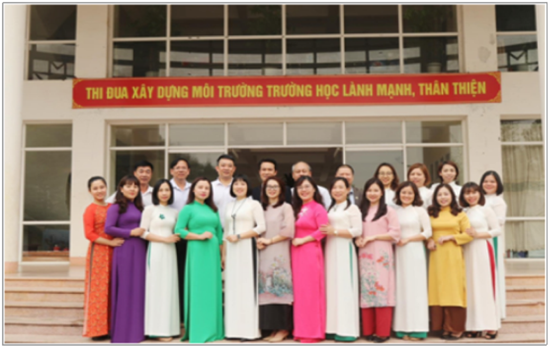 THI ĐUA XÂY DỰNG MÔI TRƯỜNG TRƯỜNG HỌC LÀNH MẠNH, THÂN THIỆN